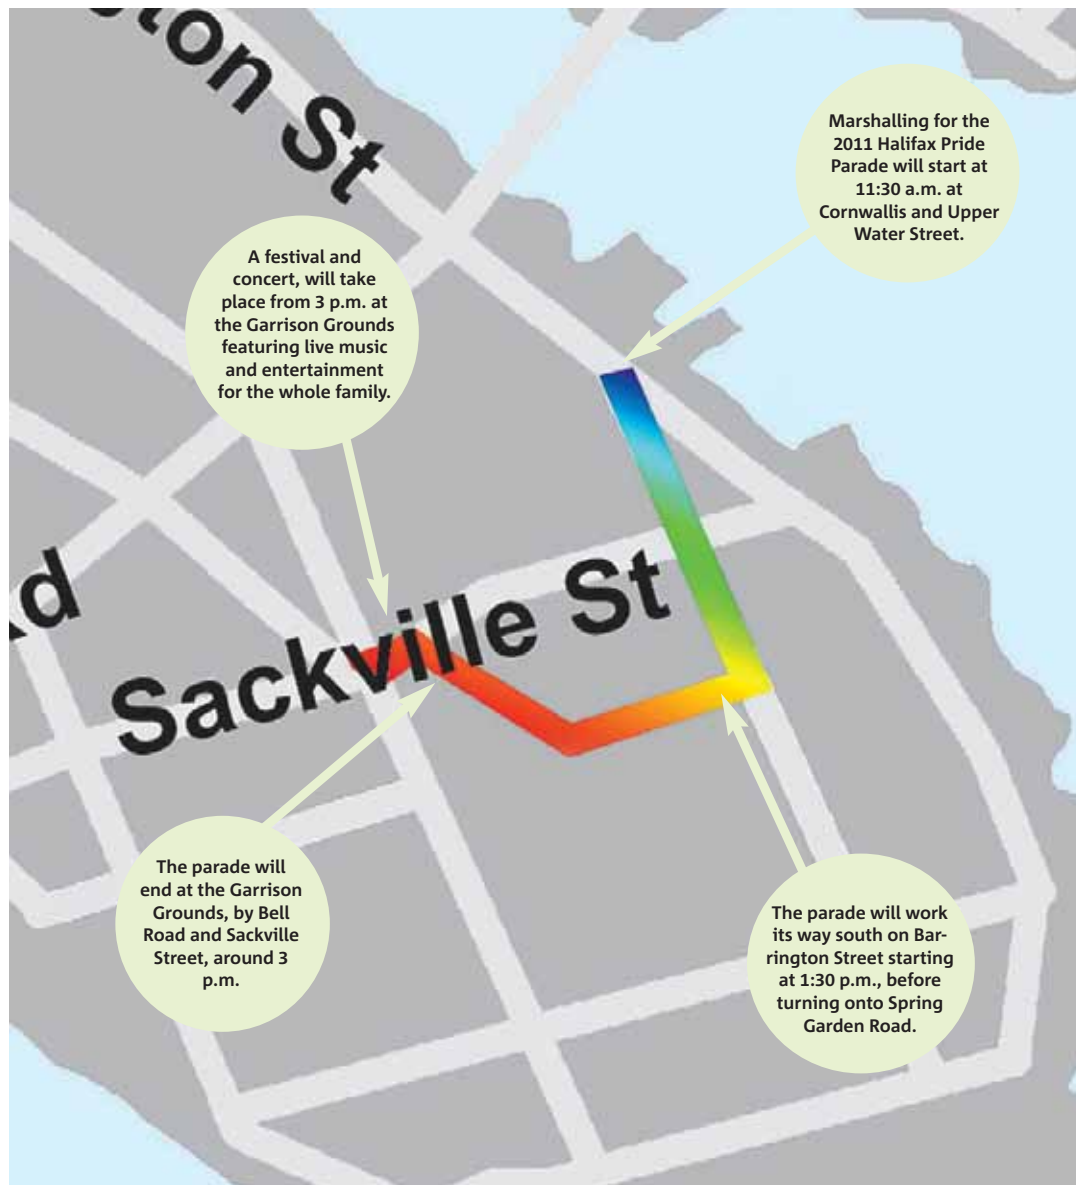 ton St
Marshalling for the
2011 Halifax Pride
Parade will start at
11:30 a.m. at
Cornwallis and Upper
Water Street.
A festival and
concert, will take
place from 3 p.m. at
the Garrison Grounds
featuring live music
and entertainment
for the whole family.
Rd
Sackville St
The parade will
end at the Garrison
Grounds, by Bell
Road and Sackville
Street, around 3
p.m.
The parade will work
its way south on Bar-
rington Street starting
at 1:30 p.m., before
turning onto Spring
Garden Road.